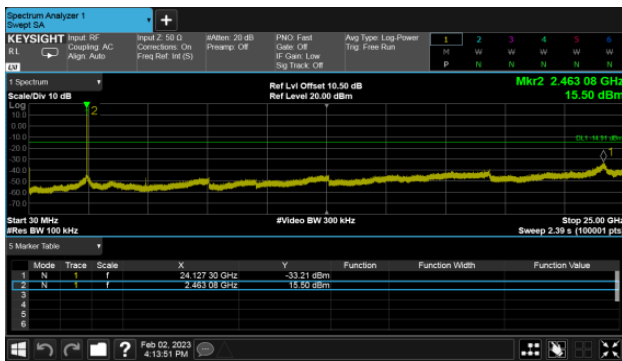 Spectrum Analyzer 1
Swept SA
KEYSIGHT Input: RF Input Z: 50 Ω #Atten: 20 dB PNO: Fast Avg Type: Log-Power 1 2 3 4 5 6
RL Coupling: AC Corrections: On Preamp: Off Gate: Off Trig: Free Run M W W W W W
Align: Auto Freq Ref: Int (S) IF Gain: Low P N N N N N
LXI Sig Track: Off
1 Spectrum Ref Lvl Offset 10.50 dB Mkr2 2.463 08 GHz
Scale/Div 10 dB Ref Level 20.00 dBm 15.50 dBm
Log
10.0 2
0.00
-10.0
-20.0 DL1 -14.91 dBm
-30.0 1
-40.0
-50.0
-60.0
-70.0
Start 30 MHz #Video BW 300 kHz Stop 25.00 GHz
#Res BW 100 kHz Sweep 2.39 s (100001 pts)
5 Marker Table
Mode Trace Scale X Y Function Function Width Function Value
1 N 1 f 24.127 30 GHz -33.21 dBm
2 N 1 f 2.463 08 GHz 15.50 dBm
3
4
5
6
? Feb 02, 2023
4:13:51 PM